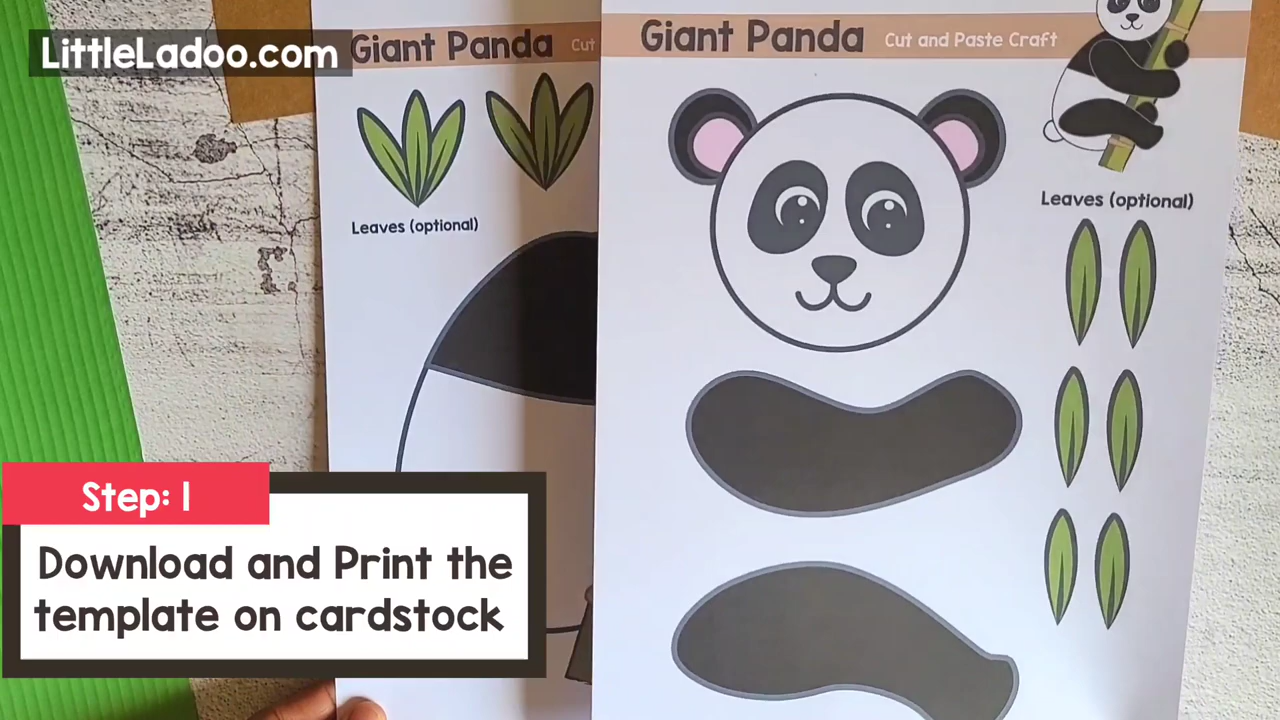 LittleLadoo.com
Giant Panda Cut
Leaves (optional)
Giant Panda Cut and Paste Craft
Leaves (optional)
Step: 1
Download and Print the
template on cardstock